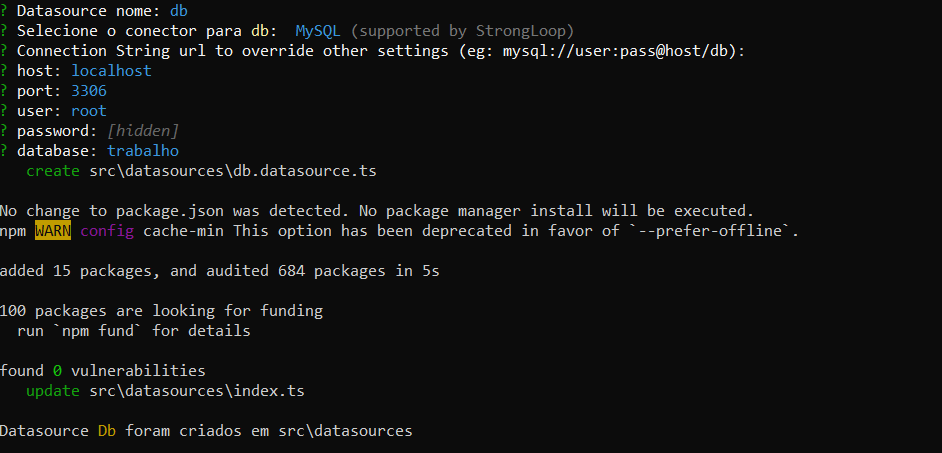 ? Datasource nome: db
? Selecione o conector para db:  MySQL (supported by StrongLoop)
? Connection String url to override other settings (eg: mysql://user:pass@host/db):
? host: localhost
? port: 3306
? user: root
? password: [hidden]
? database: trabalho
   create src\datasources\db.datasource.ts
No change to package.json was detected. No package manager install will be executed.
npm WARN config cache-min This option has been deprecated in favor of `--prefer-offline`.
added 15 packages, and audited 684 packages in 5s
100 packages are looking for funding
  run `npm fund` for details
found 0 vulnerabilities
   update src\datasources\index.ts
Datasource Db foram criados em src\datasources